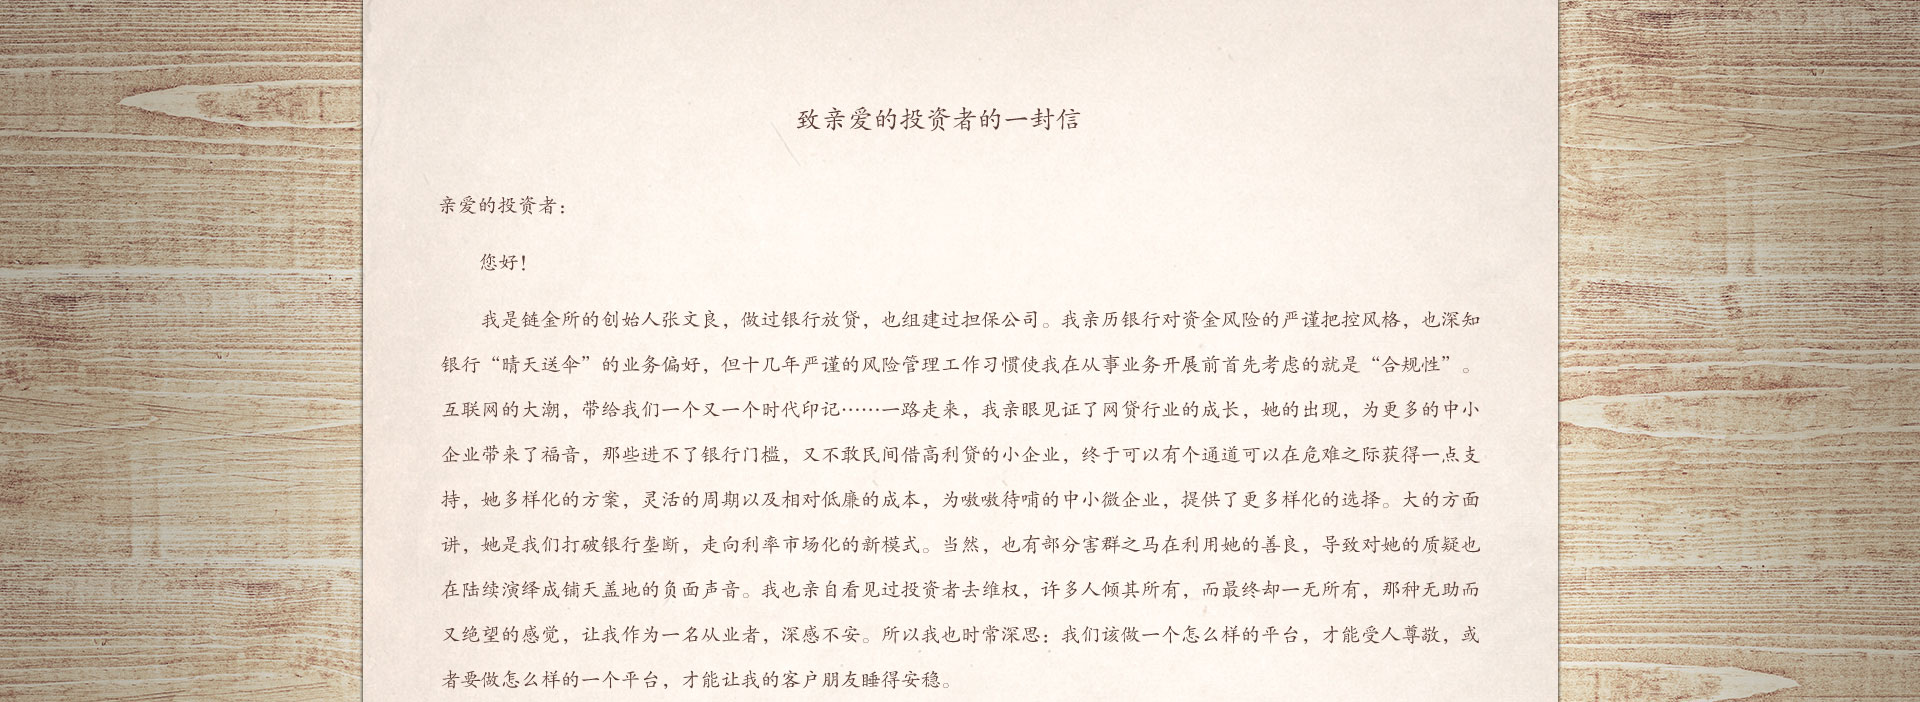 致亲爱的投资者的一封信
亲爱的投资者：
您好！
我是链金所的创始人张文良，做过银行放贷，也组建过担保公司。我亲历银行对资金风险的严谨把控风格，也深知
银行“晴天送伞”的业务偏好，但十几年严谨的风险管理工作习惯使我在从事业务开展前首先考虑的就是“合规性”。
互联网的大潮，带给我们一个又一个时代印记……一路走来，我亲眼见证了网贷行业的成长，她的出现，为更多的中小
企业带来了福音，那些进不了银行门槛，又不敢民间借高利贷的小企业，终于可以有个通道可以在危难之际获得一点支
持，她多样化的方案，灵活的周期以及相对低廉的成本，为嗷嗷待哺的中小微企业，提供了更多样化的选择。大的方面
讲，她是我们打破银行垄断，走向利率市场化的新模式。当然，也有部分害群之马在利用她的善良，导致对她的质疑也
在陆续演绎成铺天盖地的负面声音。我也亲自看见过投资者去维权，许多人倾其所有，而最终却一无所有，那种无助而
又绝望的感觉，让我作为一名从业者，深感不安。所以我也时常深思：我们该做一个怎么样的平台，才能受人尊敬，或
者要做怎么样的一个平台，才能让我的客户朋友睡得安稳。